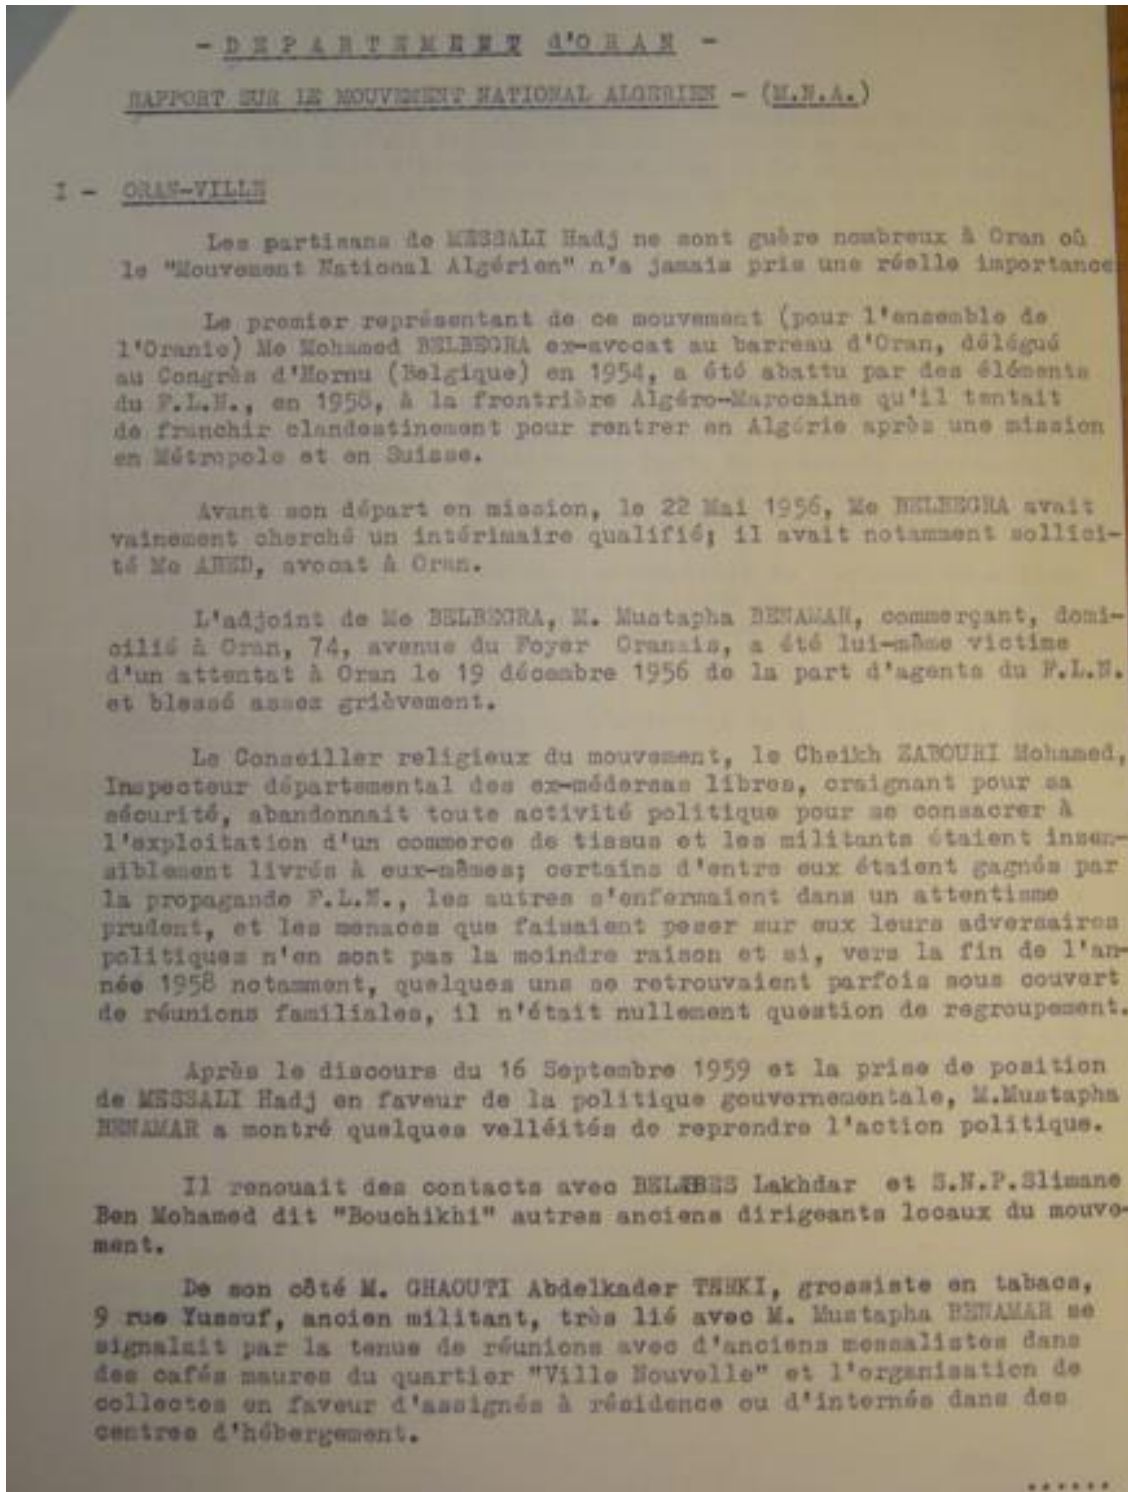 - DEPARTEMENT d'ORAN -
RAPPORT SUR LE MOUVEMENT NATIONAL ALGERIEN - (M.N.A.)
I - ORAN-VILLE
Les partisans de MESSALI Hadj ne sont guère nombreux à Oran où
le "Mouvement National Algérien" n'a jamais pris une réelle importance
Le premier représentant de ce mouvement (pour l'ensemble de
l'Oranie) Me Mohamed BELBEGRA ex-avocat au barreau d'Oran, délégué
au Congrès d'Hornu (Belgique) en 1954, a été abattu par des éléments
du F.L.N., en 1958, à la frontrière Algéro-Marocaine qu'il tentait
de franchir clandestinement pour rentrer en Algérie après une mission
en Métropole et en Suisse.
Avant son départ en mission, le 22 Mai 1956, Me BELBEGRA avait
vainement cherché un intérimaire qualifié; il avait notamment sollici-
té Me , avocat à Oran.
L'adjoint de Me BELBEGRA, M. Mustapha BENAMAR, commerçant, domi-
cilié à Oran, 74, avenue du Foyer Oranais, a été lui-même victime
d'un attentat à Oran le 19 décembre 1956 de la part d'agents du F.L.N.
et blessé assez grièvement.
Le Conseiller religieux du mouvement, le Cheikh ZABOURI Mohamed,
Inspecteur départemental des ex-médersas libres, craignant pour sa
sécurité, abandonnait toute activité politique pour se consacrer à
l'exploitation d'un commerce de tissus et les militants étaient insen-
siblement livrés à eux-mêmes; certains d'entre eux étaient gagnés par
la propagande F.L.N., les autres s'enfermaient dans un attentisme
prudent, et les menaces que faisaient peser sur eux leurs adversaires
politiques n'en sont pas la moindre raison et si, vers la fin de l'an-
née 1958 notamment, quelques uns se retrouvaient parfois sous couvert
de réunions familiales, il n'était nullement question de regroupement.
Après le discours du 16 Septembre 1959 et la prise de position
de MESSALI Hadj en faveur de la politique gouvernementale, M.Mustapha
BENAMAR a montré quelques velléités de reprendre l'action politique.
Il renouait des contacts avec BELABES Lakhdar et S.N.P.Slimane
Ben Mohamed dit "Bouchikhi" autres anciens dirigeants locaux du mouve-
ment.
De son côté M. GHAOUTI Abdelkader , grossiste en tabacs,
9 rue Yussuf, ancien militant, très lié avec M. Mustapha BENAMAR se
signalait par la tenue de réunions avec d'anciens messalistes dans
des cafés maures du quartier "Ville Nouvelle" et l'organisation de
collectes en faveur d'assignés à résidence ou d'internés dans des
centres d'hébergement.
......